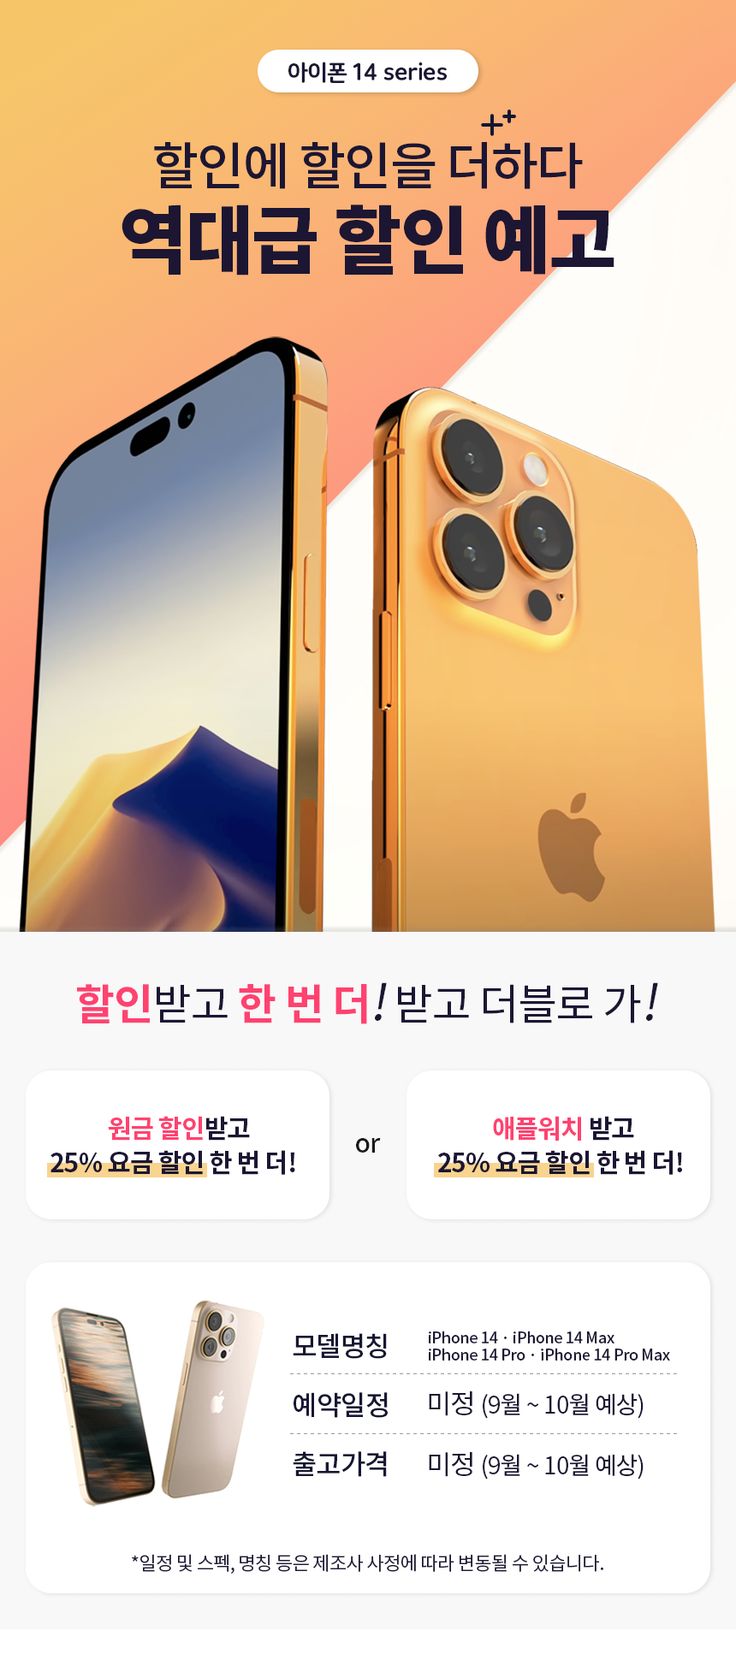 아이폰 14 series
할인에 할인을 더하다
역대급 할인 예고
할인받고 한 번 더! 받고 더블로 가!
원금 할인받고
25% 요금 할인 한 번 더!
or
애플워치 받고
25% 요금 할인 한 번 더!
모델명칭
iPhone 14 · iPhone 14 Max
iPhone 14 Pro · iPhone 14 Pro Max
예약일정
미정 (9월 ~ 10월 예상)
출고가격
미정 (9월 ~ 10월 예상)
*일정 및 스펙, 명칭 등은 제조사 사정에 따라 변동될 수 있습니다.